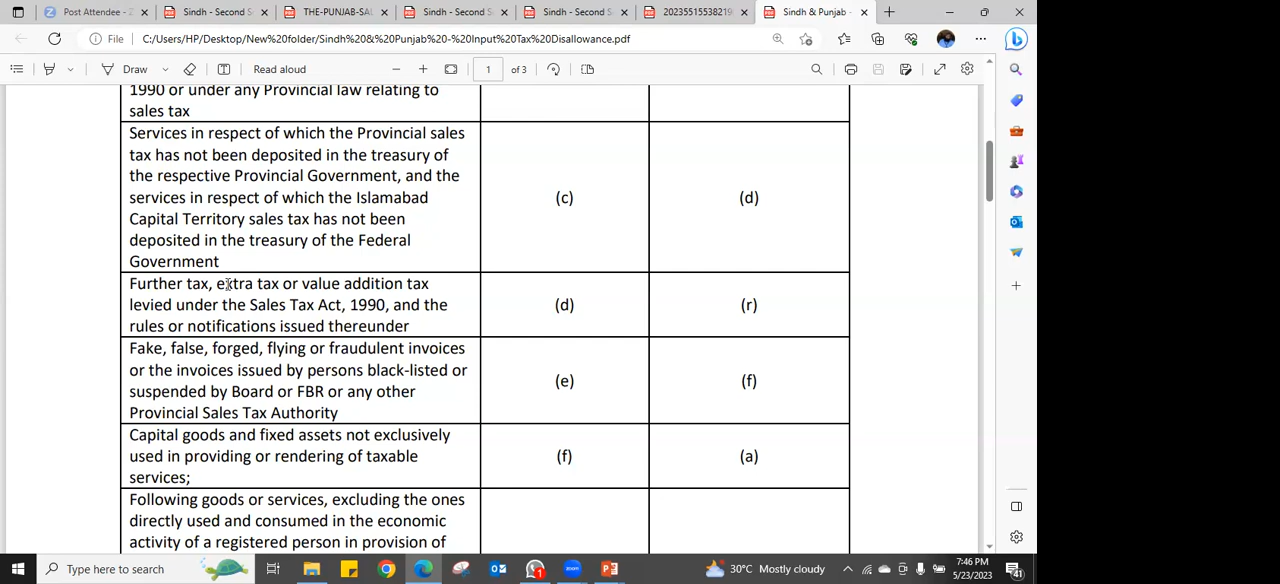 Post Attendee - Z
Sindh - Second S
THE-PUNJAB-SAL
Sindh - Second S
Sindh - Second S
20235515538219
Sindh & Punjab -
File
C:/Users/HP/Desktop/New%20folder/Sindh%20&%20Punjab%20-%20Input%20Tax%20Disallowance.pdf
Draw
Read aloud
1
of 3
1990 or under any Provincial law relating to
sales tax
Services in respect of which the Provincial sales
tax has not been deposited in the treasury of
the respective Provincial Government, and the
services in respect of which the Islamabad
Capital Territory sales tax has not been
deposited in the treasury of the Federal
Government
(c)
(d)
Further tax, extra tax or value addition tax
levied under the Sales Tax Act, 1990, and the
rules or notifications issued thereunder
(d)
(r)
Fake, false, forged, flying or fraudulent invoices
or the invoices issued by persons black-listed or
suspended by Board or FBR or any other
Provincial Sales Tax Authority
(e)
(f)
Capital goods and fixed assets not exclusively
used in providing or rendering of taxable
services;
(f)
(a)
Following goods or services, excluding the ones
directly used and consumed in the economic
activity of a registered person in provision of
Type here to search
30°C Mostly cloudy
7:46 PM
5/23/2023